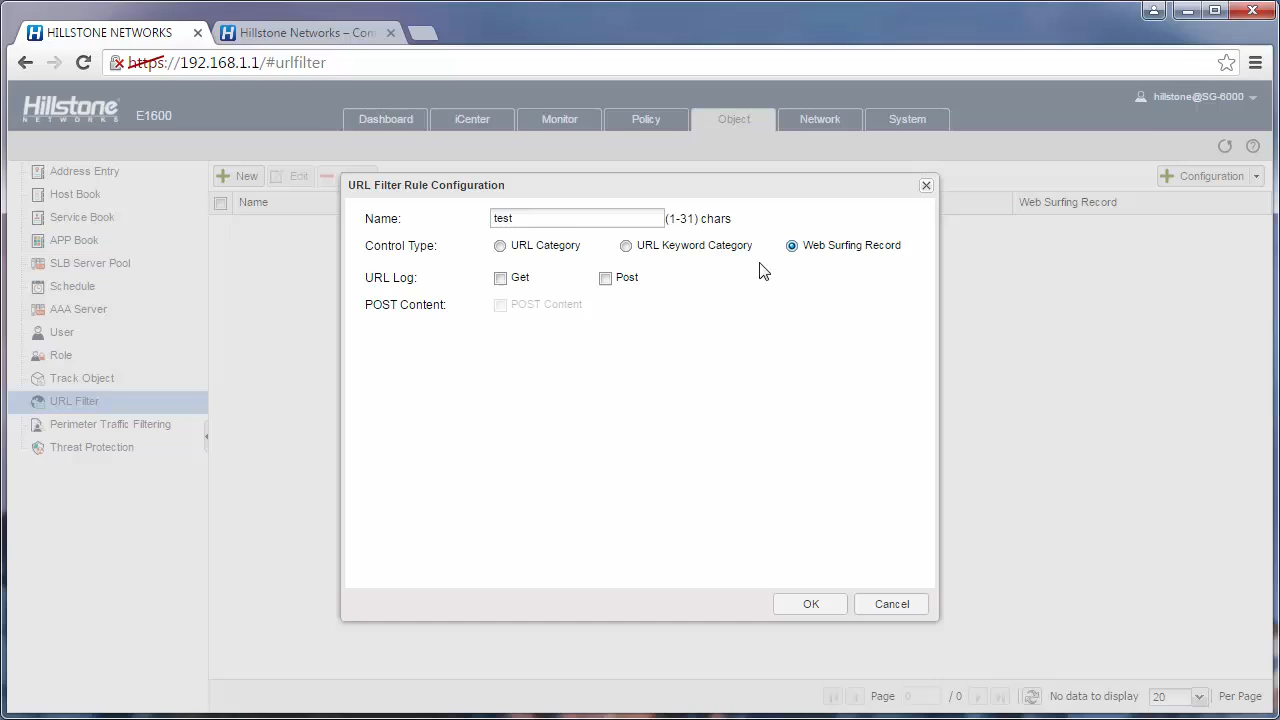 HILLSTONE NETWORKS
Hillstone Networks – Com
https://192.168.1.1/#urlfilter
Hillstone
NETWORKS
E1600
Dashboard
iCenter
Monitor
Policy
Object
Network
System
hillstone@SG-6000
Address Entry
Host Book
Service Book
APP Book
SLB Server Pool
Schedule
AAA Server
User
Role
Track Object
URL Filter
Perimeter Traffic Filtering
Threat Protection
New
Edit
Configuration
Name
Web Surfing Record
URL Filter Rule Configuration
Name: test (1-31) chars
Control Type: URL Category URL Keyword Category Web Surfing Record
URL Log: Get Post
POST Content: POST Content
OK
Cancel
Page 0 / 0 No data to display 20 Per Page